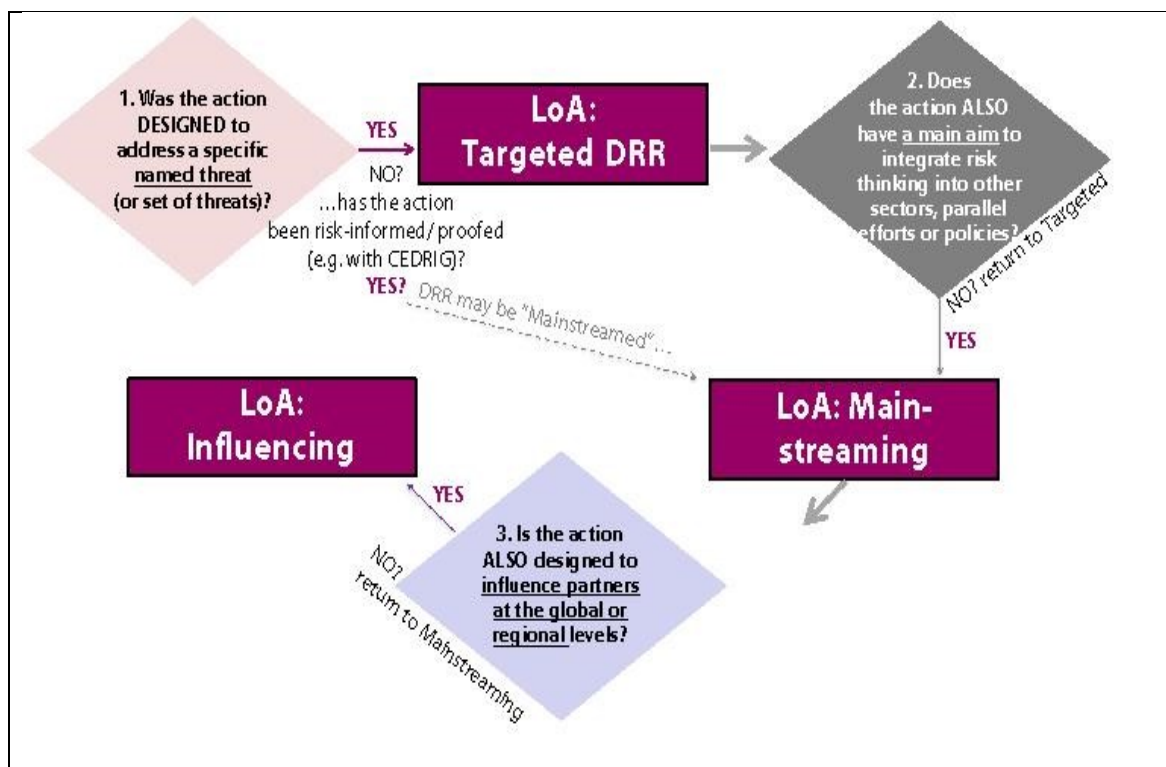 1. Was the action
DESIGNED to
address a specific
named threat
(or set of threats)?
YES
NO?
…has the action
been risk-informed/proofed
(e.g. with CEDRIG)?
YES?
LoA:
Targeted DRR
2. Does
the action ALSO
have a main aim to
integrate risk
thinking into other
sectors, parallel
efforts or policies?
NO? return to Targeted
YES
DRR may be "Mainstreamed"…
LoA: Main-
streaming
3. Is the action
ALSO designed to
influence partners
at the global or
regional levels?
NO?
return to Mainstreaming
YES
LoA:
Influencing